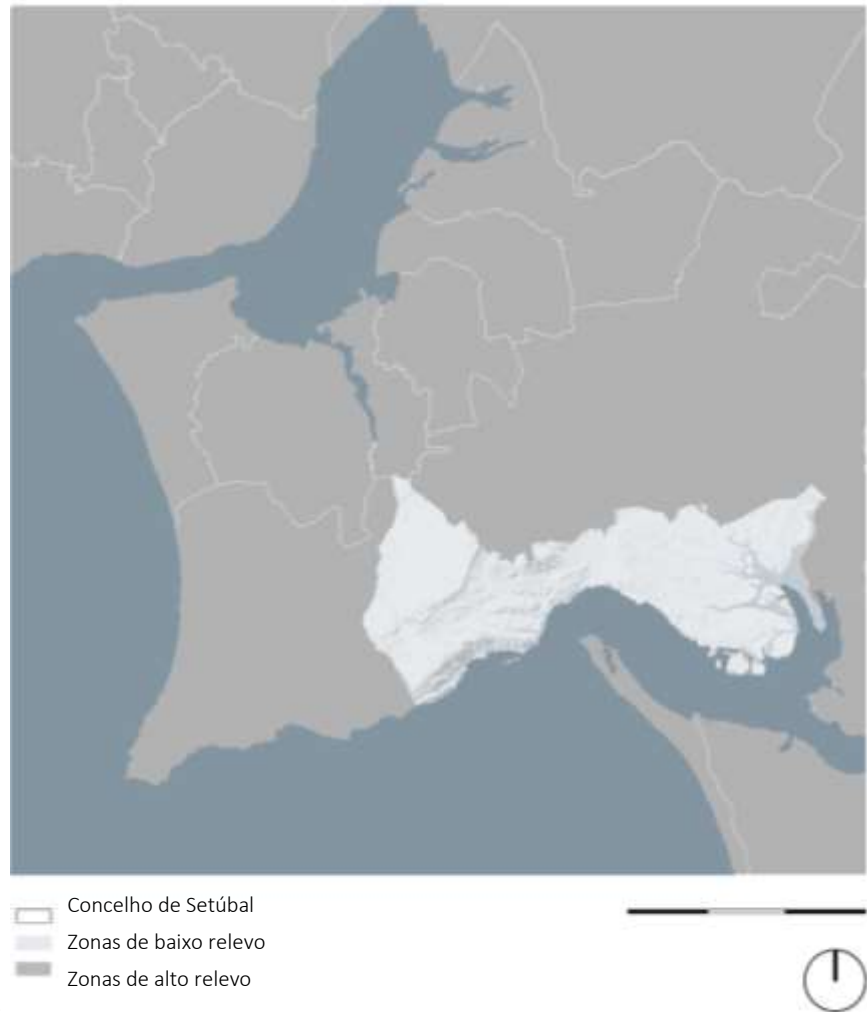 Concelho de Setúbal
Zonas de baixo relevo
Zonas de alto relevo